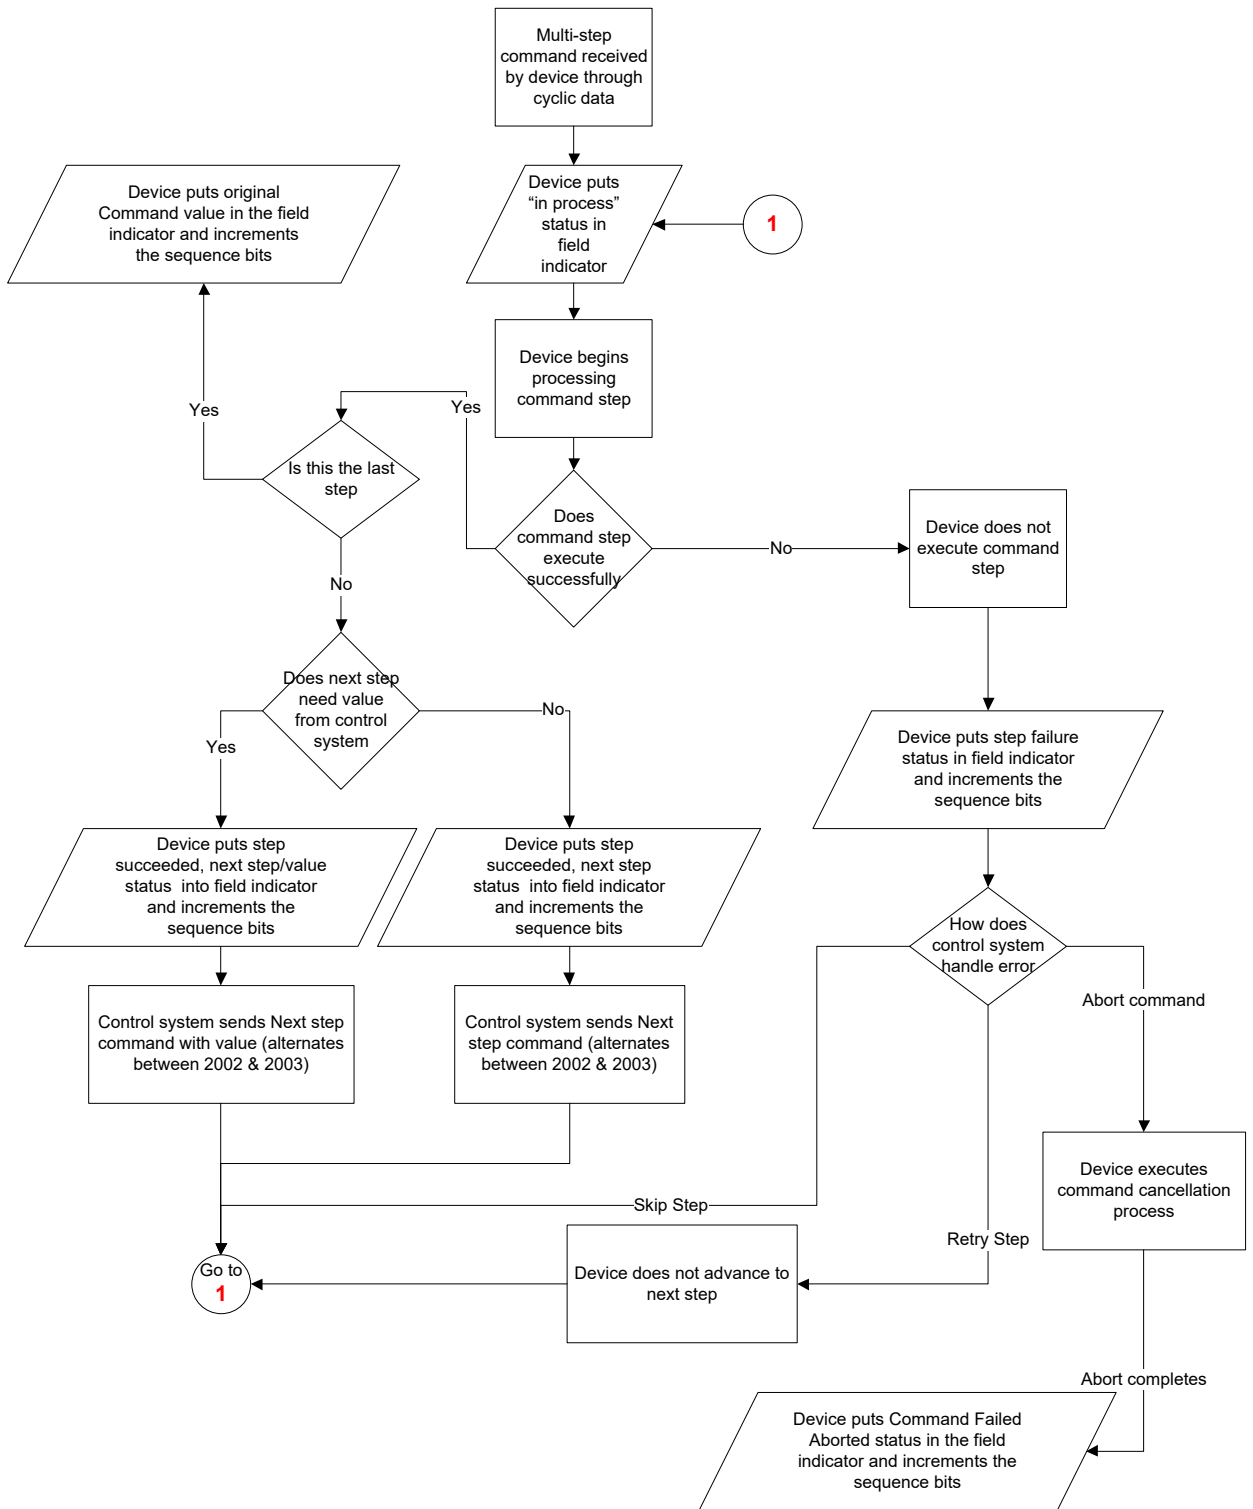 Multi-step
command received
by device through
cyclic data
Device puts original
Command value in the field
indicator and increments
the sequence bits
Device puts
“in process”
status in
field
indicator
1
Device begins
processing
command step
Yes
Yes
Is this the last
step
Does
command step
execute
successfully
No
Device does not
execute command
step
No
Does next step
need value
from control
system
No
Yes
Device puts step failure
status in field indicator
and increments the
sequence bits
Device puts step
succeeded, next step/value
status into field indicator
and increments the
sequence bits
Device puts step
succeeded, next step
status into field indicator
and increments the
sequence bits
How does
control system
handle error
Abort command
Control system sends Next step
command with value (alternates
between 2002 & 2003)
Control system sends Next
step command (alternates
between 2002 & 2003)
Device executes
command cancellation
process
Skip Step
Retry Step
Go to
1
Device does not advance to
next step
Abort completes
Device puts Command Failed
Aborted status in the field
indicator and increments the
sequence bits